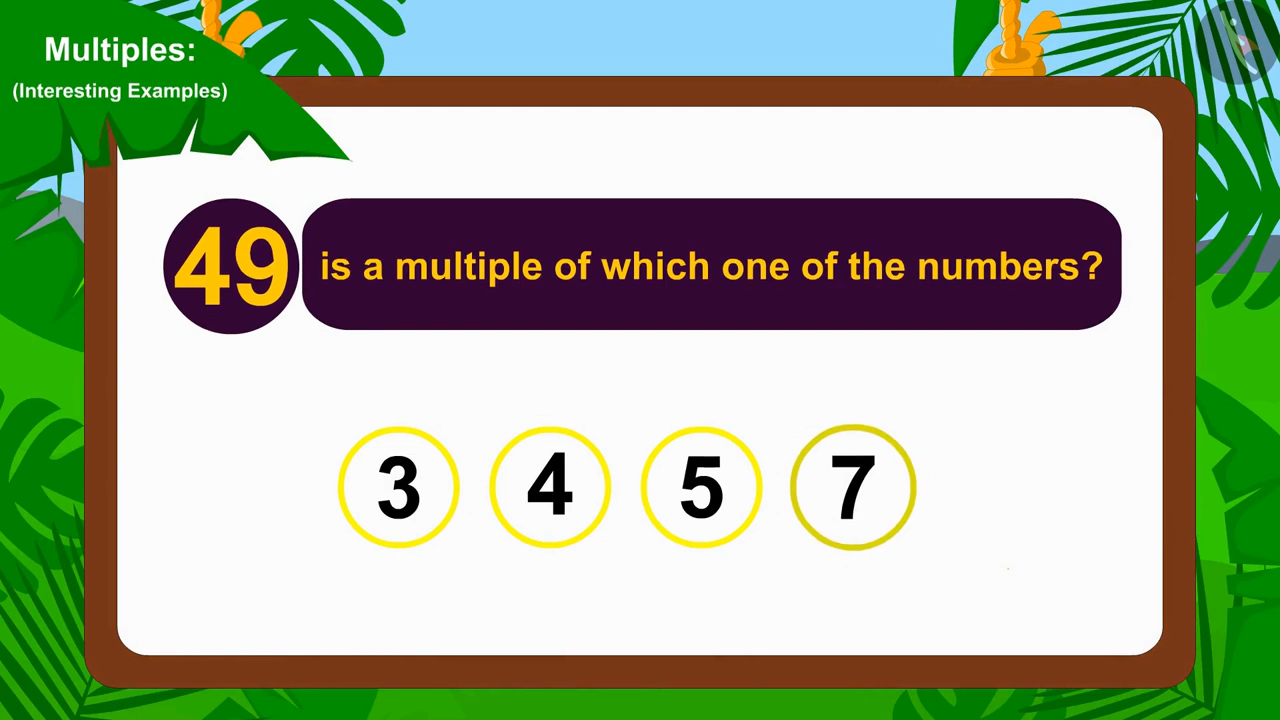 Multiples:
(Interesting Examples)
49 is a multiple of which one of the numbers?
3 4 5 7